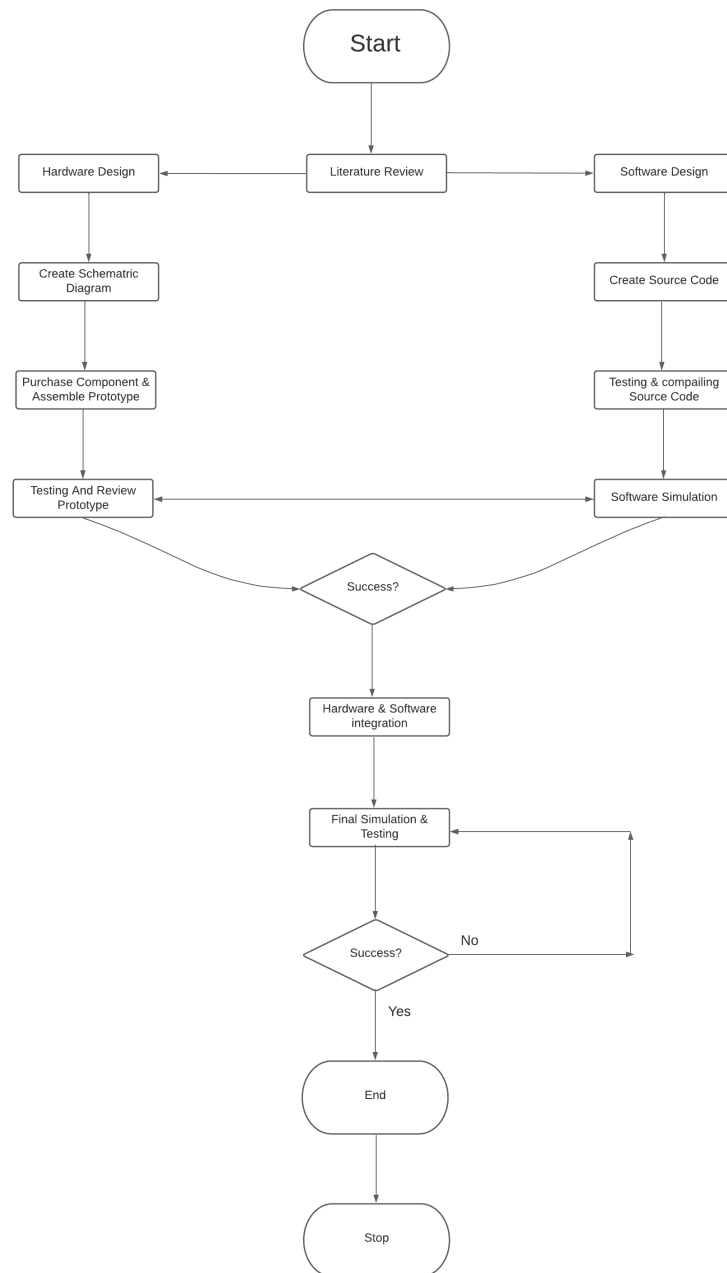 Start
Hardware Design
Literature Review
Software Design
Create Schematric
Diagram
Create Source Code
Purchase Component &
Assemble Prototype
Testing & compailing
Source Code
Testing And Review
Prototype
Software Simulation
Success?
Hardware & Software
integration
Final Simulation &
Testing
No
Success?
Yes
End
Stop